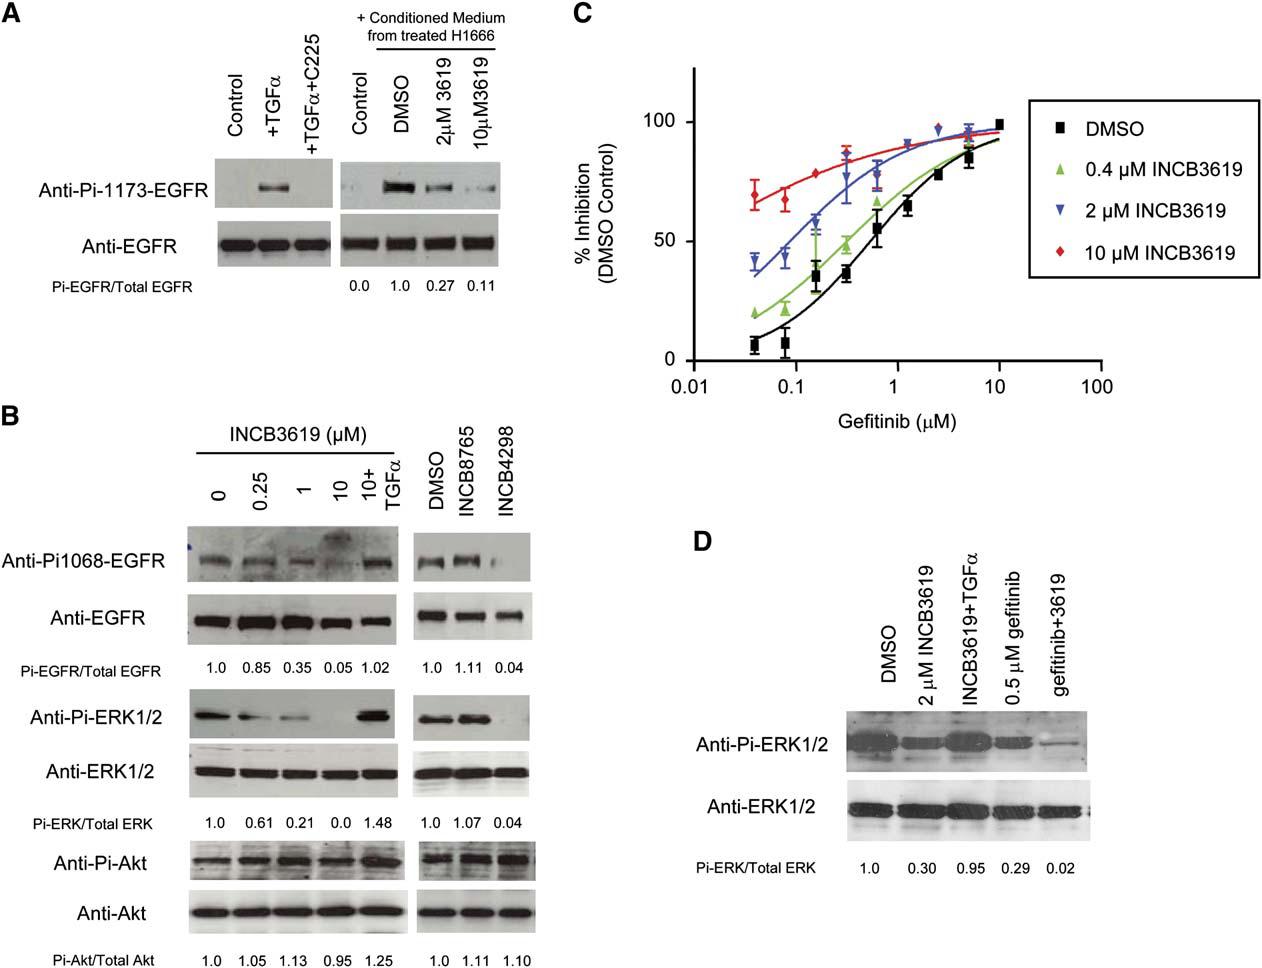 A
+ Conditioned Medium
from treated H1666
Control
+TGFα
+TGFα+C225
Control
DMSO
2μM 3619
10μM3619
Anti-Pi-1173-EGFR
Anti-EGFR
Pi-EGFR/Total EGFR 0.0 1.0 0.27 0.11
B
INCB3619 (μM)
0
0.25
1
10
10+
TGFα
DMSO
INCB8765
INCB4298
Anti-Pi1068-EGFR
Anti-EGFR
Pi-EGFR/Total EGFR 1.0 0.85 0.35 0.05 1.02 1.0 1.11 0.04
Anti-Pi-ERK1/2
Anti-ERK1/2
Pi-ERK/Total ERK 1.0 0.61 0.21 0.0 1.48 1.0 1.07 0.04
Anti-Pi-Akt
Anti-Akt
Pi-Akt/Total Akt 1.0 1.05 1.13 0.95 1.25 1.0 1.11 1.10
C
% Inhibition
(DMSO Control)
100
50
0
0.01 0.1 1 10 100
Gefitinib (μM)
DMSO
0.4 μM INCB3619
2 μM INCB3619
10 μM INCB3619
D
DMSO
2 μM INCB3619
INCB3619+TGFα
0.5 μM gefitinib
gefitinib+3619
Anti-Pi-ERK1/2
Anti-ERK1/2
Pi-ERK/Total ERK 1.0 0.30 0.95 0.29 0.02